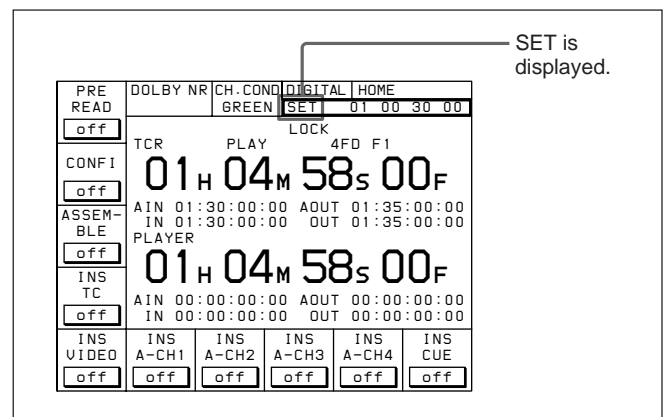 SET is
displayed.
PRE
READ
off
DOLBY NR
CH.COND
GREEN
DIGITAL
HOME
SET 01 00 30 00
LOCK
TCR PLAY 4FD F1
01H 04M 58S 00F
AIN 01:30:00:00 AOUT 01:35:00:00
IN 01:30:00:00 OUT 01:35:00:00
CONFI
off
ASSEM-
BLE
off
PLAYER
01H 04M 58S 00F
AIN 00:00:00:00 AOUT 00:00:00:00
IN 00:00:00:00 OUT 00:00:00:00
INS
TC
off
INS
VIDEO
off
INS
A-CH1
off
INS
A-CH2
off
INS
A-CH3
off
INS
A-CH4
off
INS
CUE
off